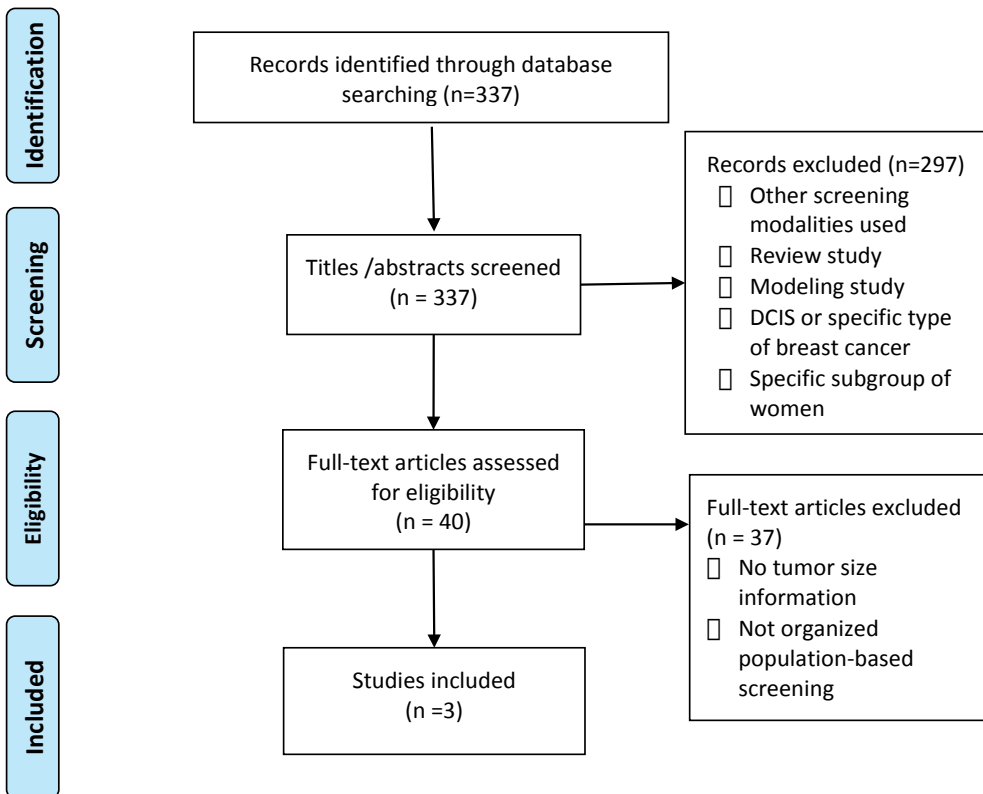 Identification
Records identified through database
searching (n=337)
Records excluded (n=297)
Other screening
modalities used
Review study
Modeling study
DCIS or specific type
of breast cancer
Specific subgroup of
women
Screening
Titles /abstracts screened
(n = 337)
Eligibility
Full-text articles assessed
for eligibility
(n = 40)
Full-text articles excluded
(n = 37)
No tumor size
information
Not organized
population-based
screening
Included
Studies included
(n =3)